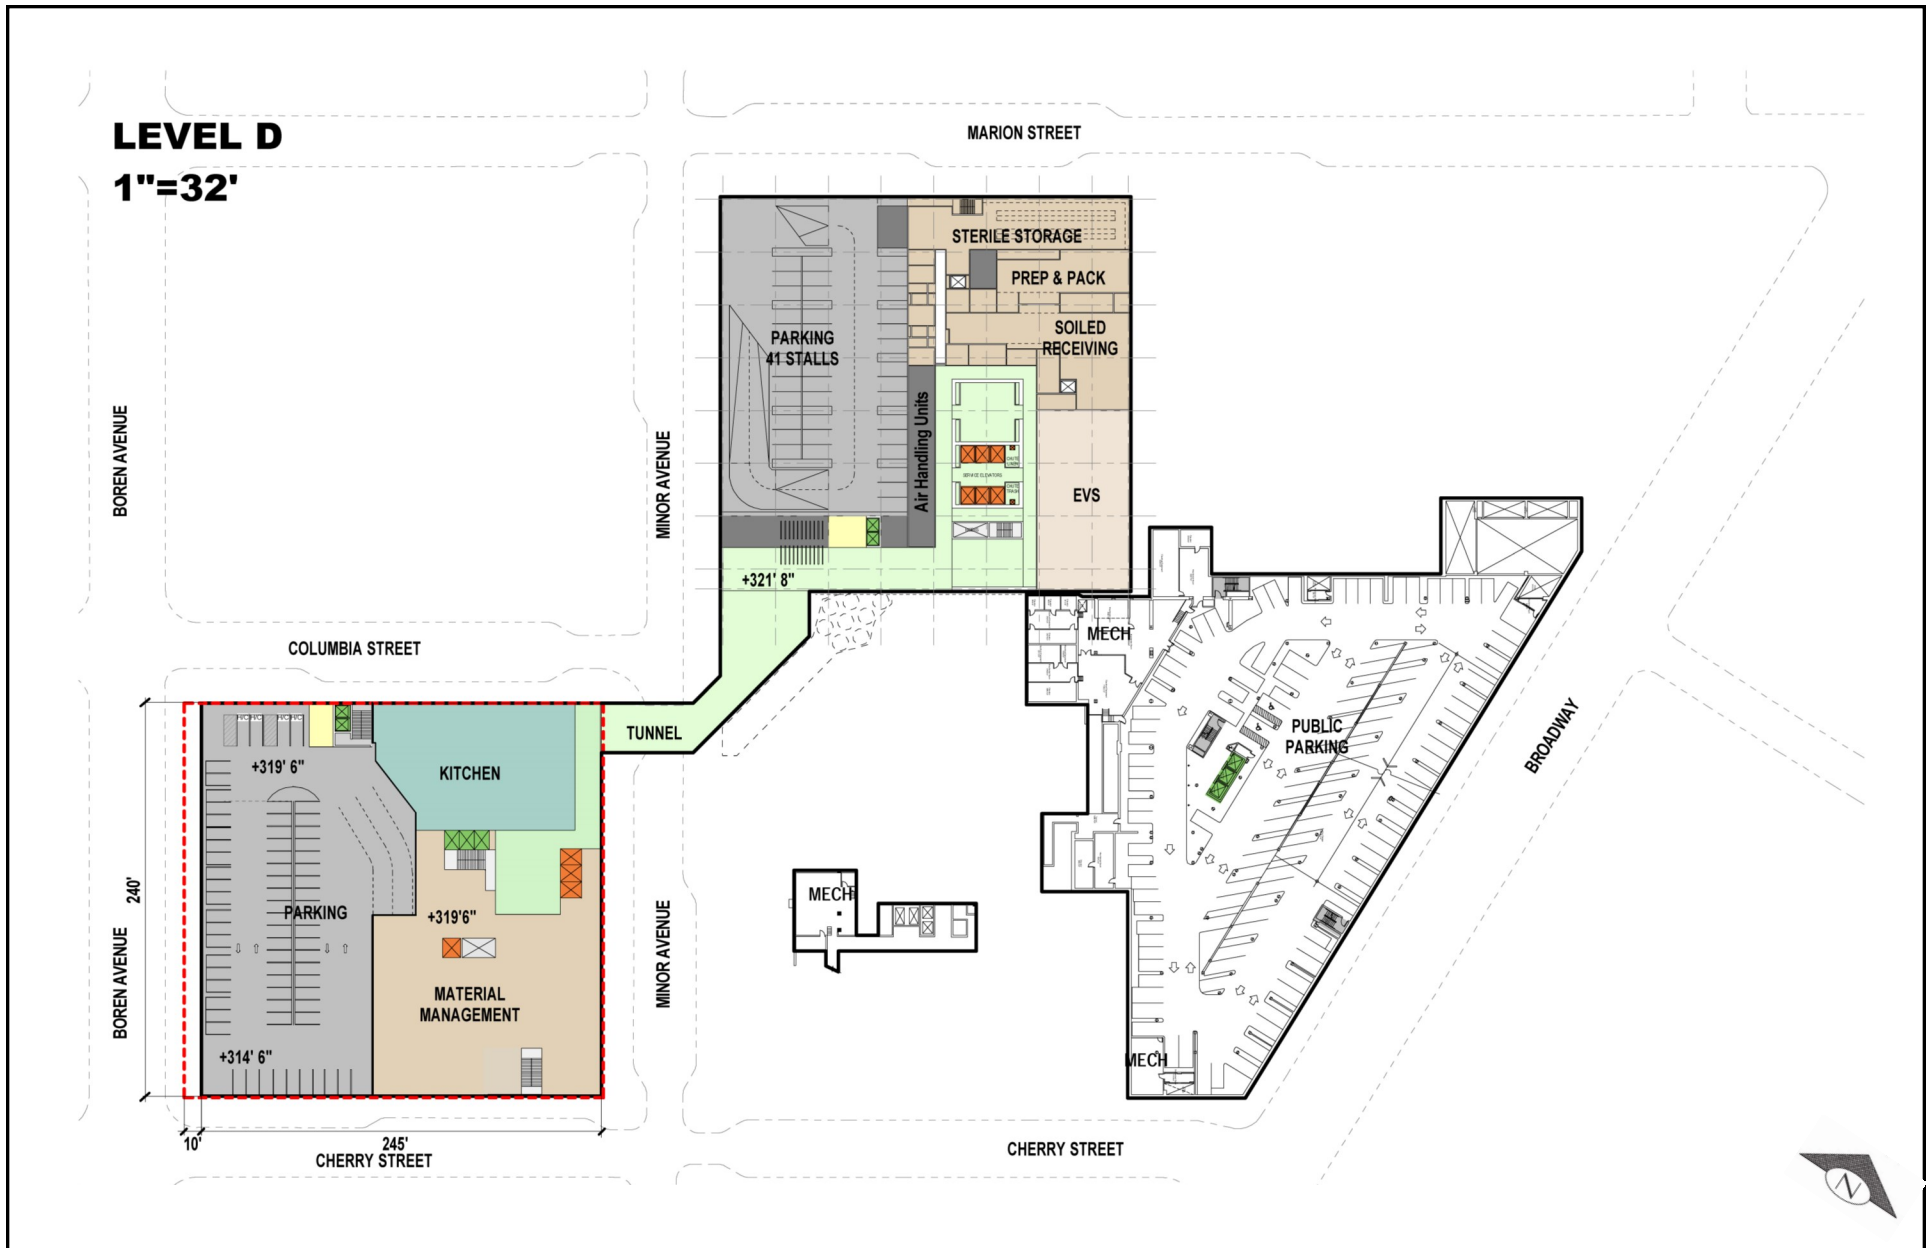 LEVEL D
1"=32'
MARION STREET
STERILE STORAGE
PREP & PACK
SOILED
RECEIVING
PARKING
41 STALLS
Air Handling Units
SERVICE ELEVATORS
EVS
BOREN AVENUE
MINOR AVENUE
+321' 8"
MECH
COLUMBIA STREET
TUNNEL
H/C H/C H/C H/C
+319' 6"
KITCHEN
PUBLIC
PARKING
BROADWAY
240'
PARKING
+319'6"
MECH
BOREN AVENUE
MINOR AVENUE
MATERIAL
MANAGEMENT
+314' 6"
MECH
10'
245'
CHERRY STREET
CHERRY STREET
N